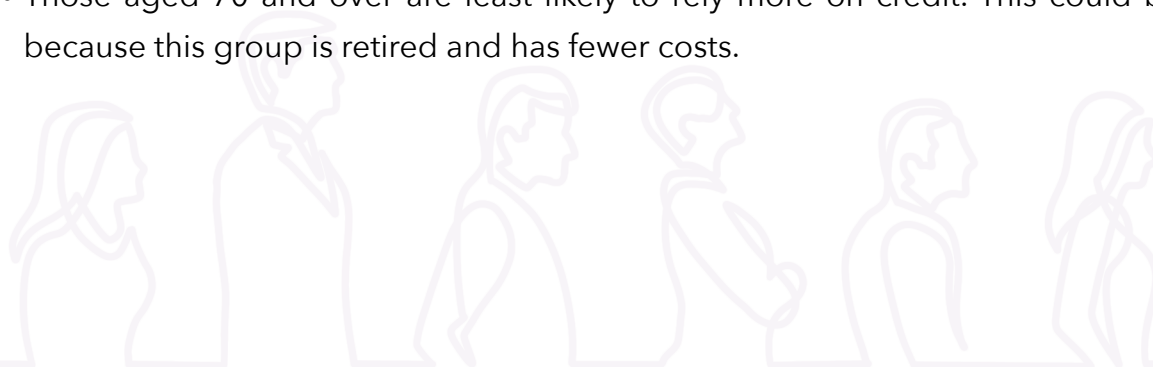 • Those aged 70 and over are least likely to rely more on credit. This could b
because this group is retired and has fewer costs.